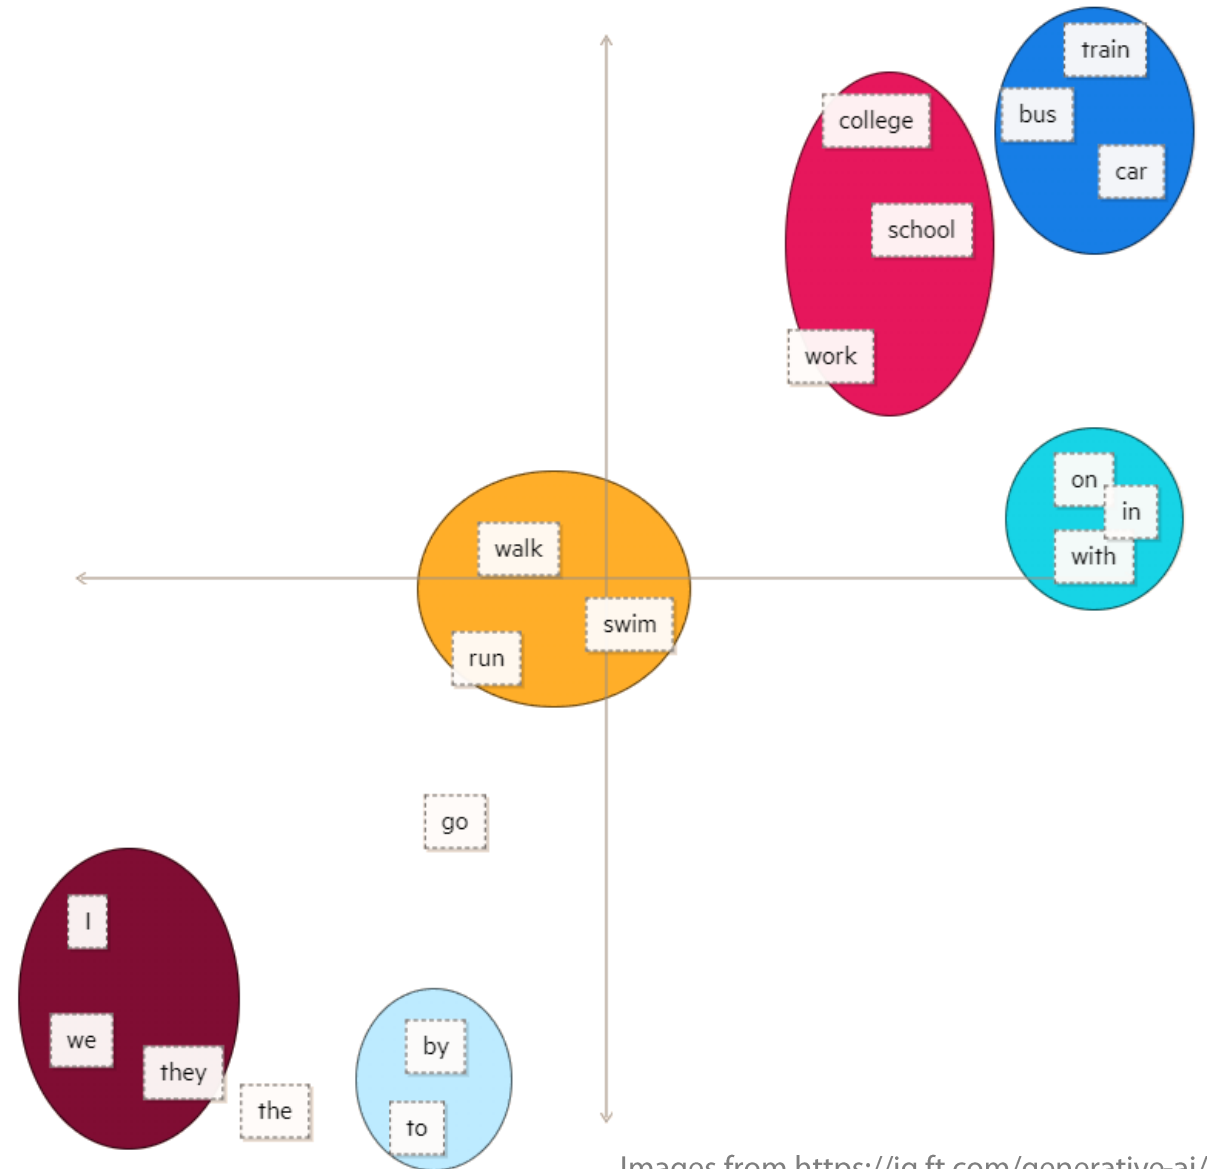 train
college
bus
car
school
work
on
in
walk
with
swim
run
go
I
we
by
they
the
to
Images from https://ig.ft.com/generative-ai/